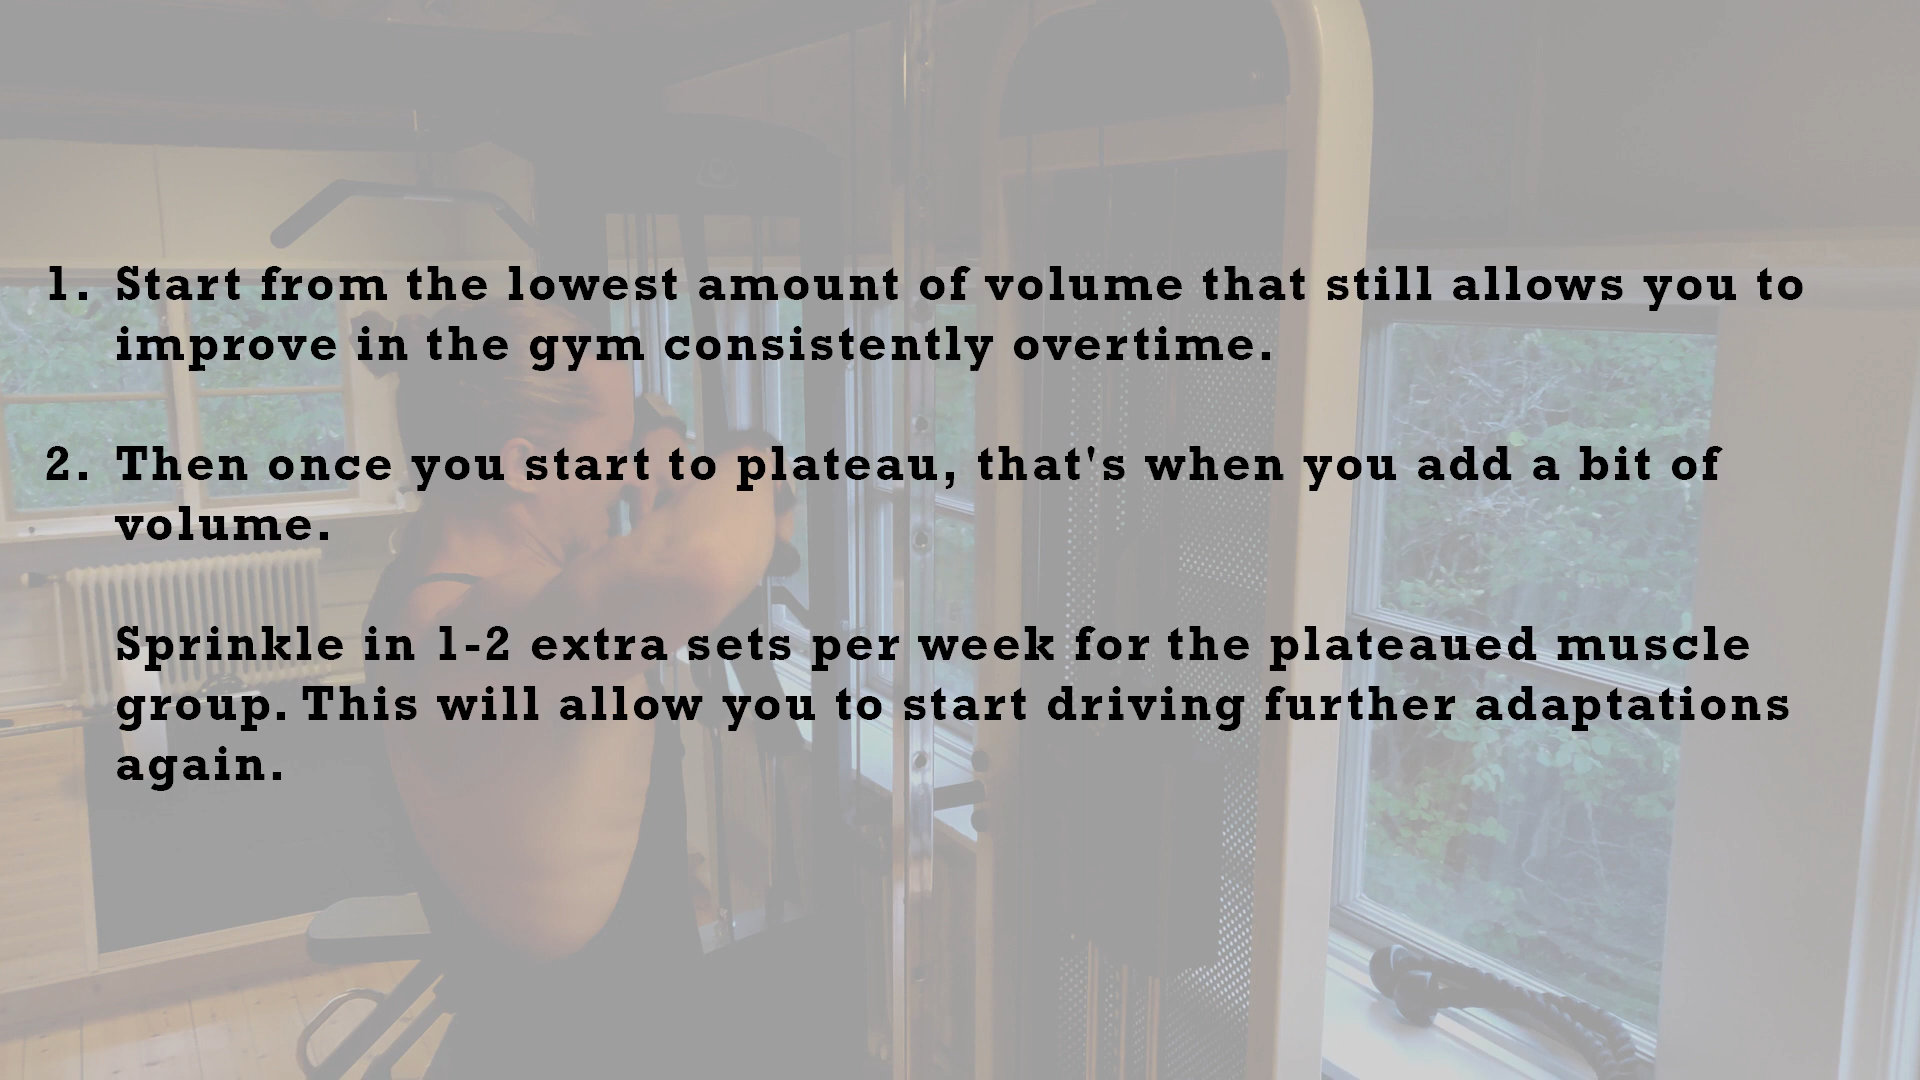 1. Start from the lowest amount of volume that still allows you to
improve in the gym consistently overtime.
2. Then once you start to plateau, that's when you add a bit of
volume.
Sprinkle in 1-2 extra sets per week for the plateaued muscle
group. This will allow you to start driving further adaptations
again.